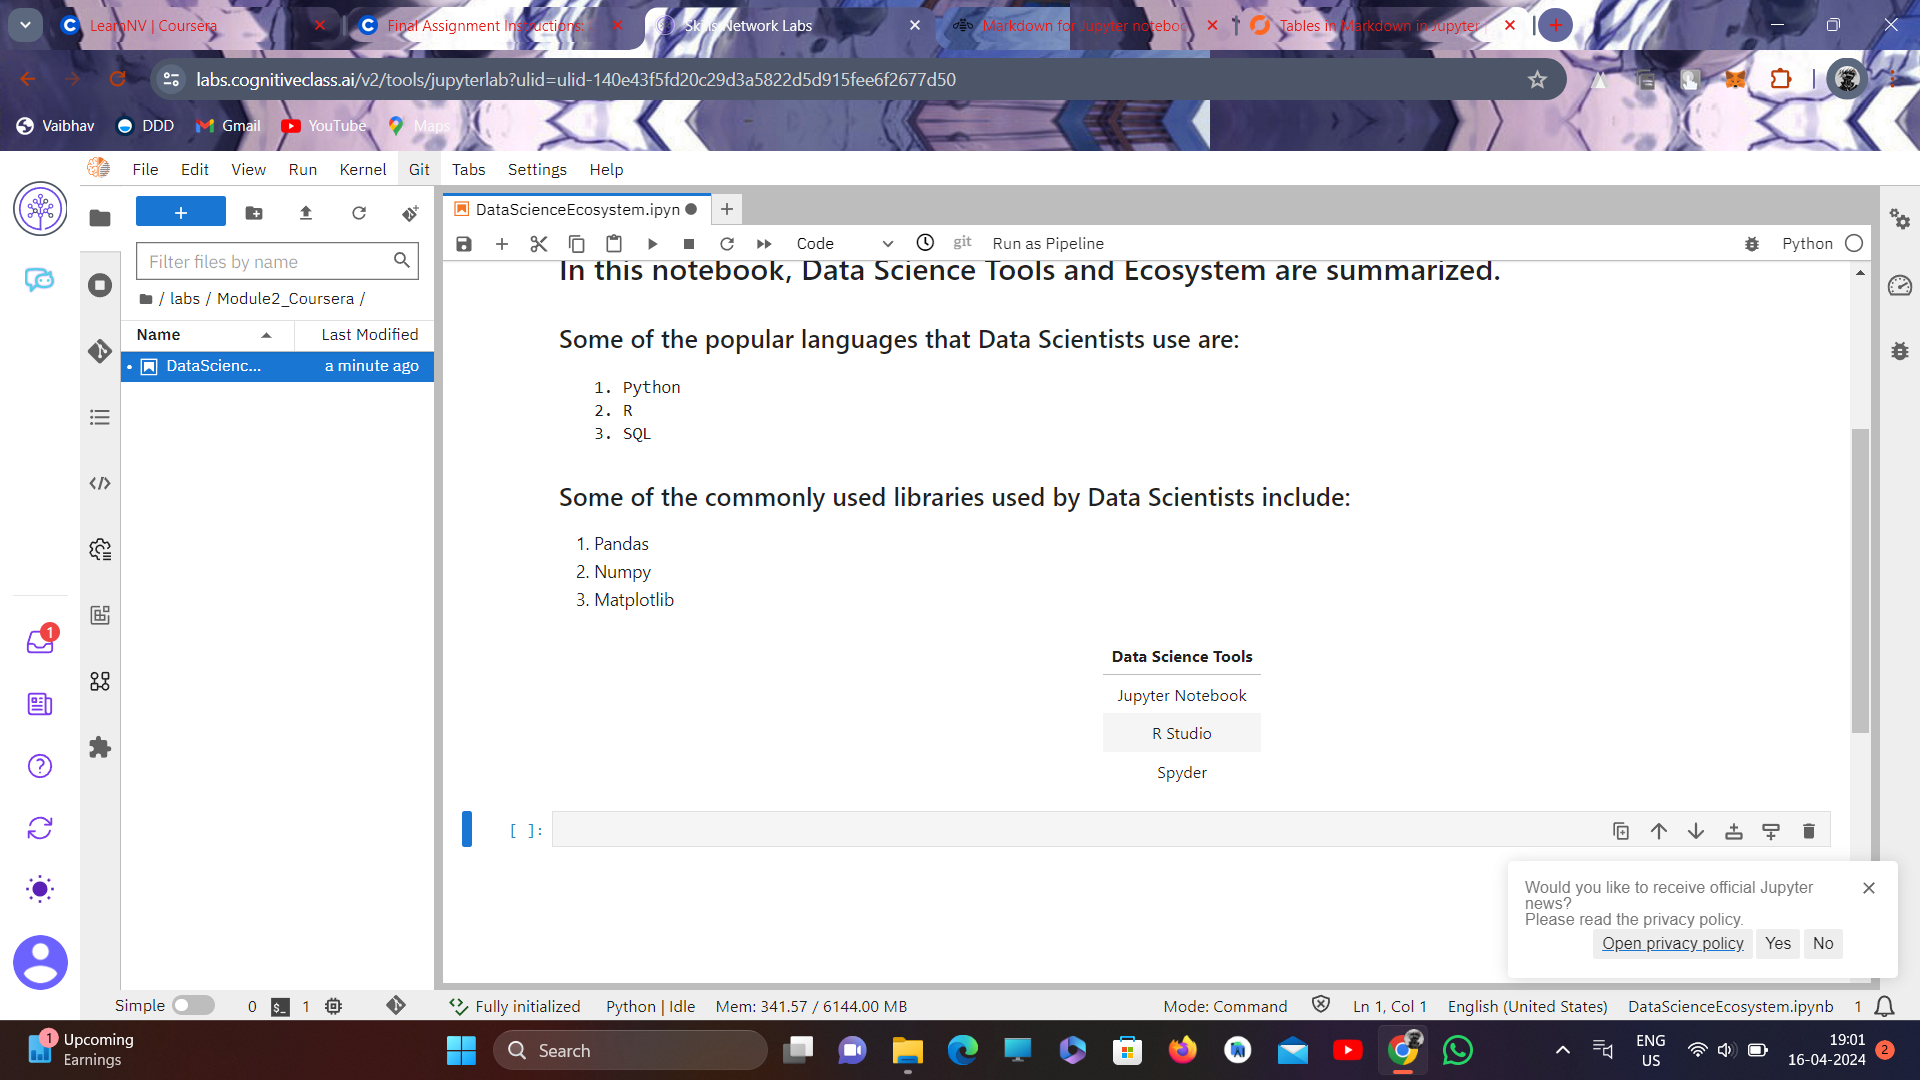 LearnNV | Coursera
Final Assignment Instructions:
Skills Network Labs
Markdown for Jupyter noteboo
Tables in Markdown in Jupyter
labs.cognitiveclass.ai/v2/tools/jupyterlab?ulid=ulid-140e43f5fd20c29d3a5822d5d915fee6f2677d50
Vaibhav DDD Gmail YouTube Maps
File Edit View Run Kernel Git Tabs Settings Help
DataScienceEcosystem.ipyn
Code git Run as Pipeline Python
Filter files by name
/ labs / Module2_Coursera /
Name Last Modified
DataScienc... a minute ago
In this notebook, Data Science Tools and Ecosystem are summarized.
Some of the popular languages that Data Scientists use are:
1. Python
2. R
3. SQL
Some of the commonly used libraries used by Data Scientists include:
1. Pandas
2. Numpy
3. Matplotlib
Data Science Tools
Jupyter Notebook
R Studio
Spyder
[ ]:
Would you like to receive official Jupyter
news?
Please read the privacy policy.
Open privacy policy Yes No
1
Simple 0 1 Fully initialized Python | Idle Mem: 341.57 / 6144.00 MB Mode: Command Ln 1, Col 1 English (United States) DataScienceEcosystem.ipynb 1
1 Upcoming
Earnings
Search
ENG
US
19:01
16-04-2024
2